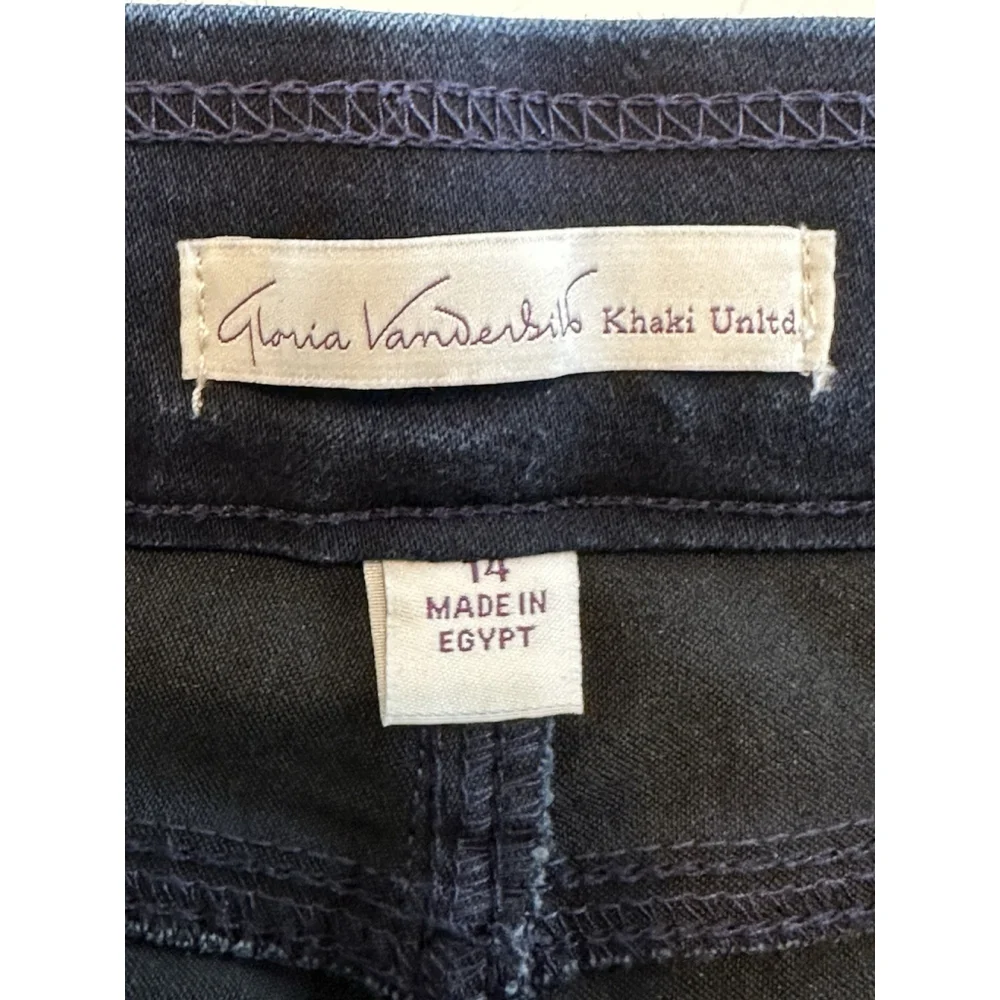 Gloria Vanderbilt Khaki Unltd.
14
MADE IN
EGYPT